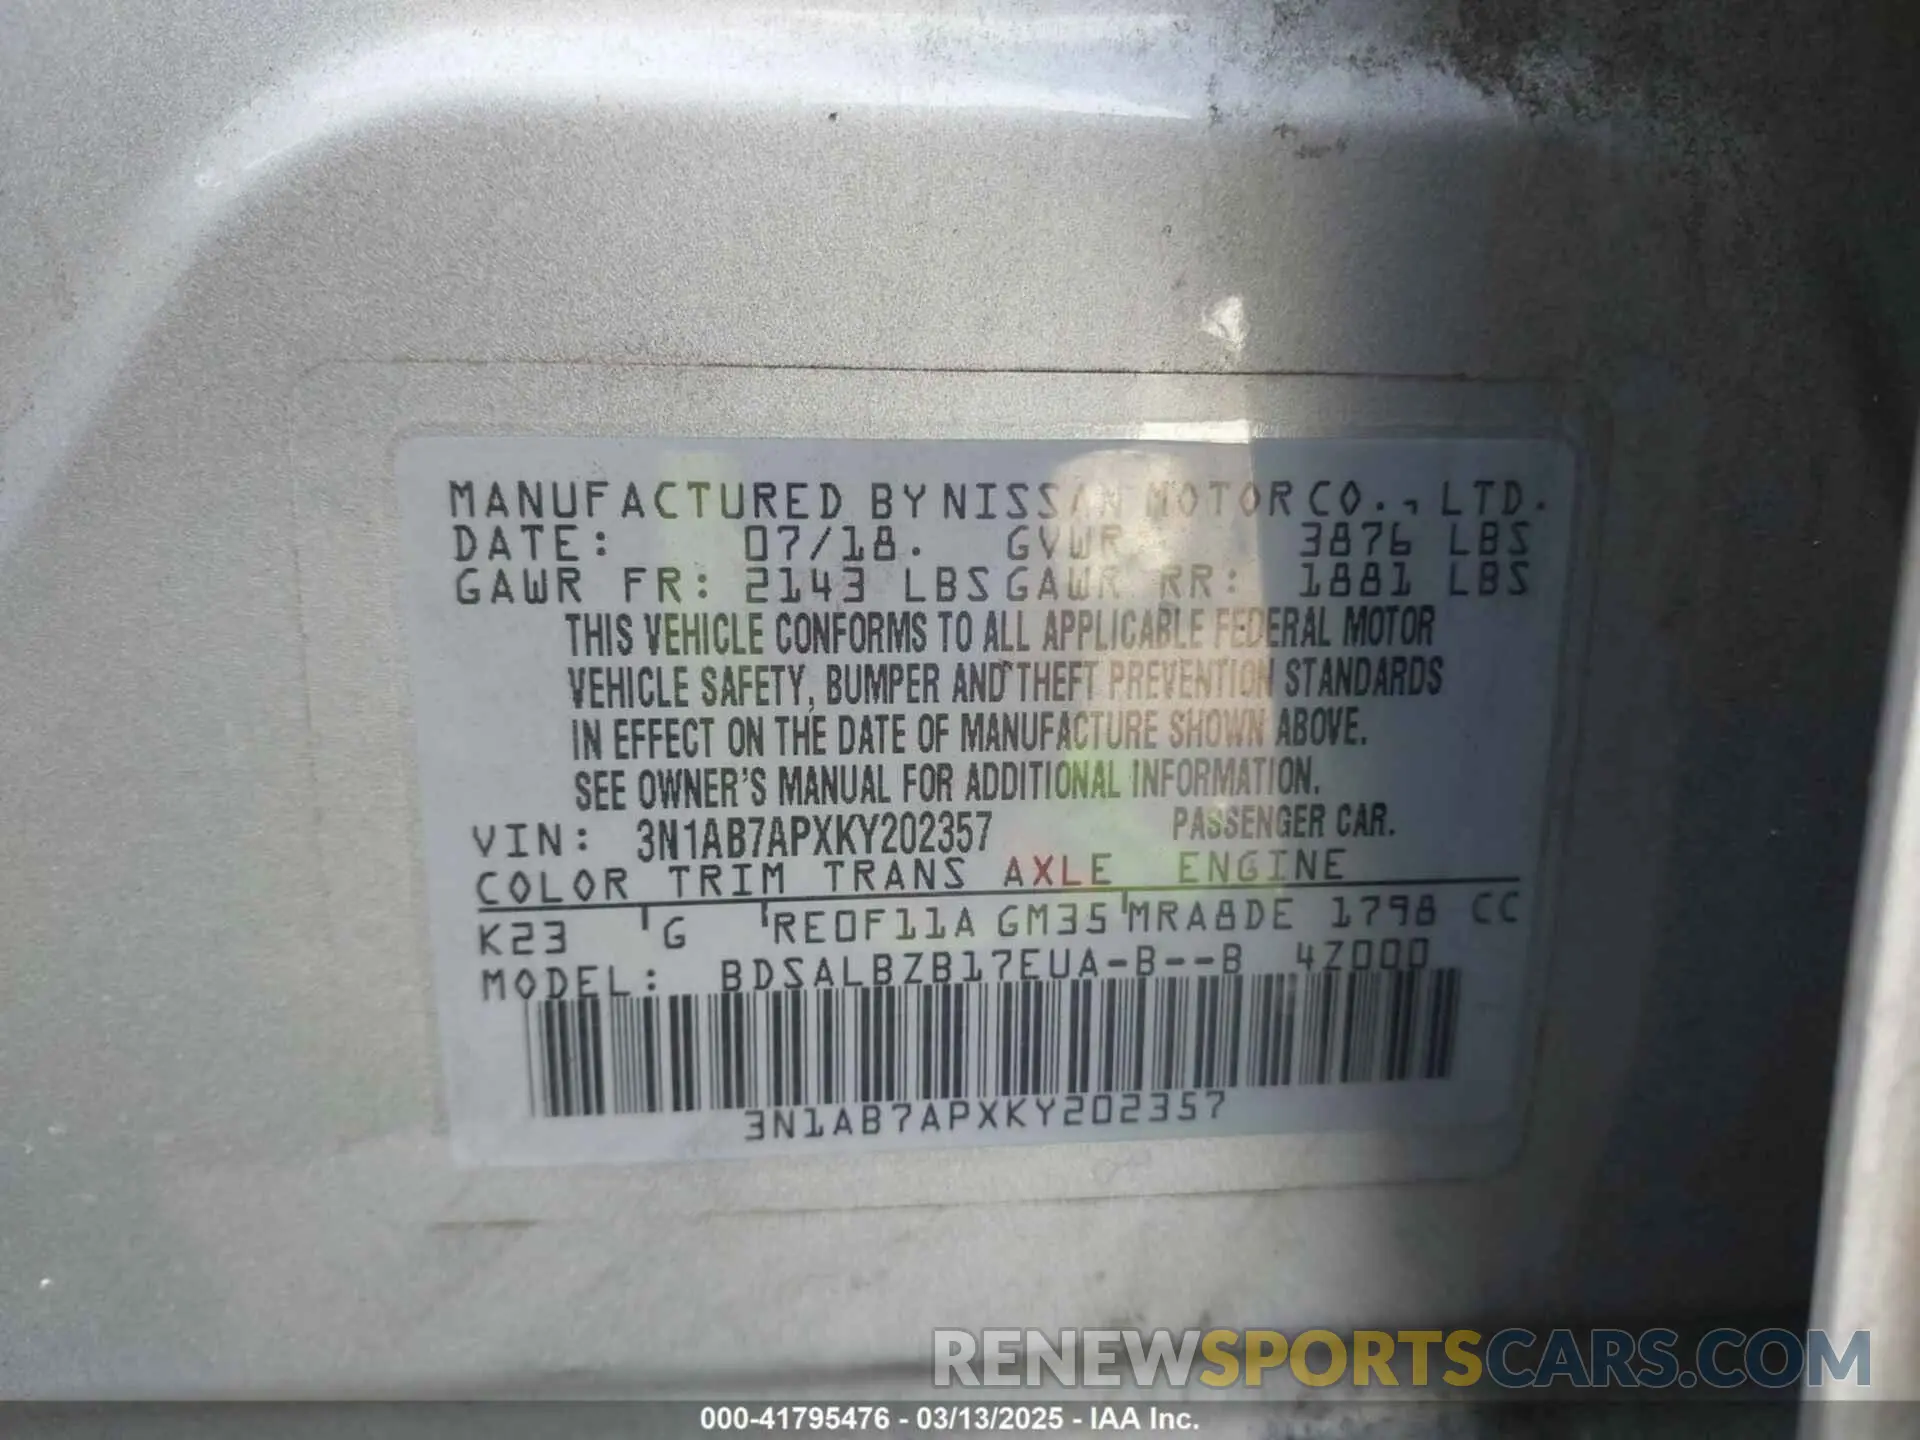 MANUFACTURED BY NISSAN MOTOR CO., LTD.
DATE: 07/18. GVWR 3876 LBS
GAWR FR: 2143 LBS GAWR RR: 1881 LBS
THIS VEHICLE CONFORMS TO ALL APPLICABLE FEDERAL MOTOR
VEHICLE SAFETY, BUMPER AND THEFT PREVENTION STANDARDS
IN EFFECT ON THE DATE OF MANUFACTURE SHOWN ABOVE.
SEE OWNER'S MANUAL FOR ADDITIONAL INFORMATION.
VIN: 3N1AB7APXKY202357 PASSENGER CAR.
COLOR TRIM TRANS AXLE ENGINE
K23 G RE0F11A GM35 MRA8DE 1798 CC
MODEL: BDSALBZB17EUA-B--B 4Z000
3N1AB7APXKY202357
RENEWSPORTSCARS.COM
000-41795476 - 03/13/2025 - IAA Inc.